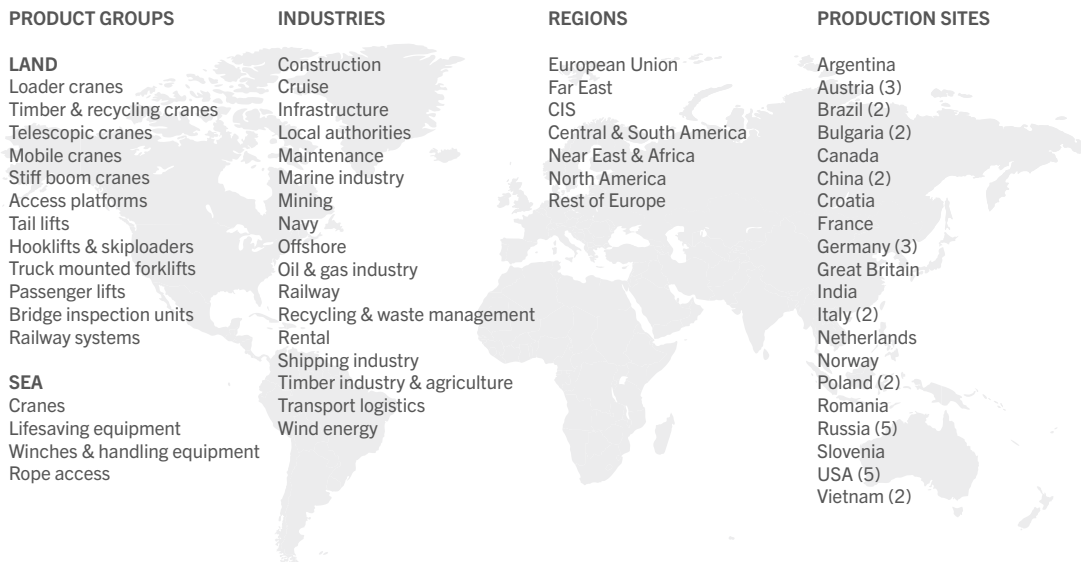 PRODUCT GROUPS
LAND
Loader cranes
Timber & recycling cranes
Telescopic cranes
Mobile cranes
Stiff boom cranes
Access platforms
Tail lifts
Hooklifts & skiploaders
Truck mounted forklifts
Passenger lifts
Bridge inspection units
Railway systems
SEA
Cranes
Lifesaving equipment
Winches & handling equipment
Rope access
INDUSTRIES
Construction
Cruise
Infrastructure
Local authorities
Maintenance
Marine industry
Mining
Navy
Offshore
Oil & gas industry
Railway
Recycling & waste management
Rental
Shipping industry
Timber industry & agriculture
Transport logistics
Wind energy
REGIONS
European Union
Far East
CIS
Central & South America
Near East & Africa
North America
Rest of Europe
PRODUCTION SITES
Argentina
Austria (3)
Brazil (2)
Bulgaria (2)
Canada
China (2)
Croatia
France
Germany (3)
Great Britain
India
Italy (2)
Netherlands
Norway
Poland (2)
Romania
Russia (5)
Slovenia
USA (5)
Vietnam (2)